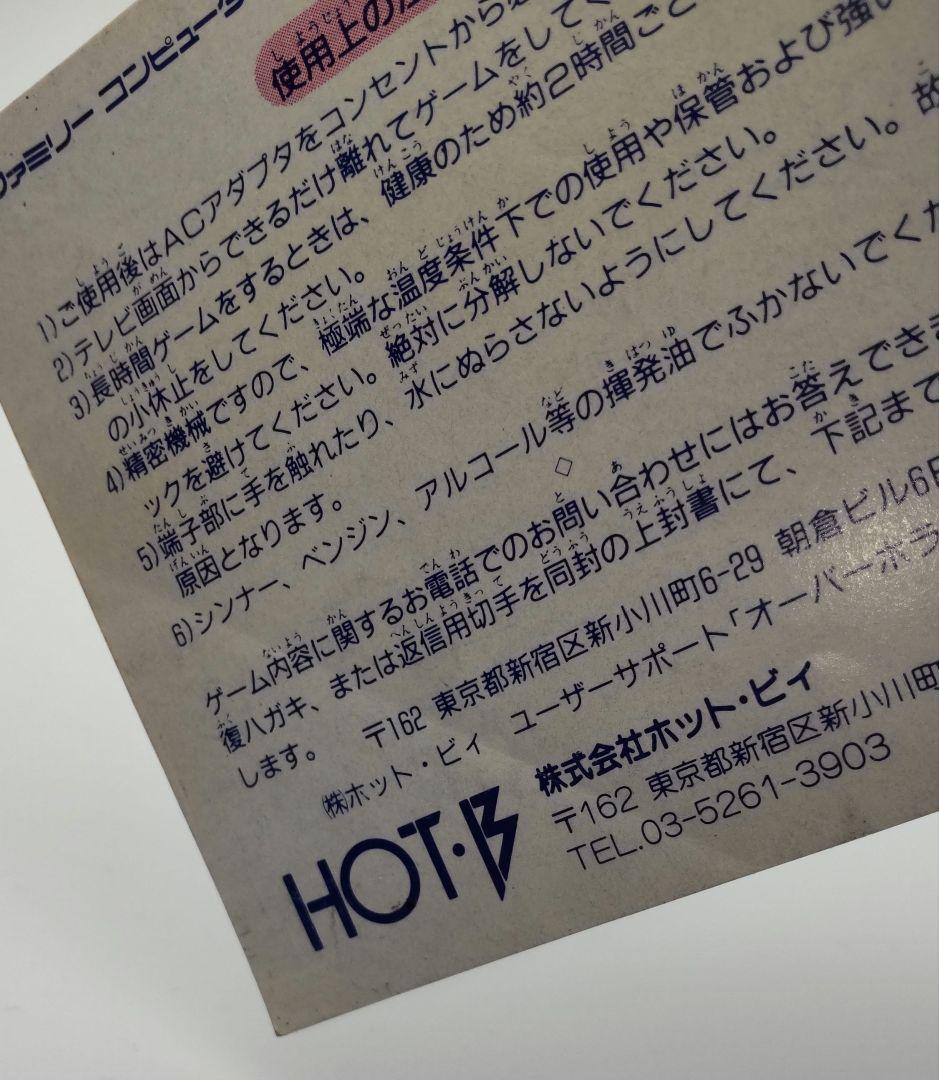 ファミリー コンピュータ
使用上の注
1)ご使用後はACアダプタをコンセントから必
2)テレビ画面からできるだけ離れてゲームをしてく
3)長時間ゲームをするときは、健康のため約2時間ごと
の小休止をしてください。
4)精密機械ですので、極端な温度条件下での使用や保管および強い
ックを避けてください。絶対に分解しないでください。
5)端子部に手を触れたり、水にぬらさないようにしてください。故
原因となります。
6)シンナー、ベンジン、アルコール等の揮発油でふかないでくだ
◇
ゲーム内容に関するお電話でのお問い合わせにはお答えできま
復ハガキ、または返信用切手を同封の上封書にて、下記まで
します。 〒162 東京都新宿区新小川町6-29 朝倉ビル6
㈱ホット・ビィ ユーザーサポート「オーバーホラ
HOT・B
株式会社ホット・ビィ
〒162 東京都新宿区新小川町
TEL.03-5261-3903